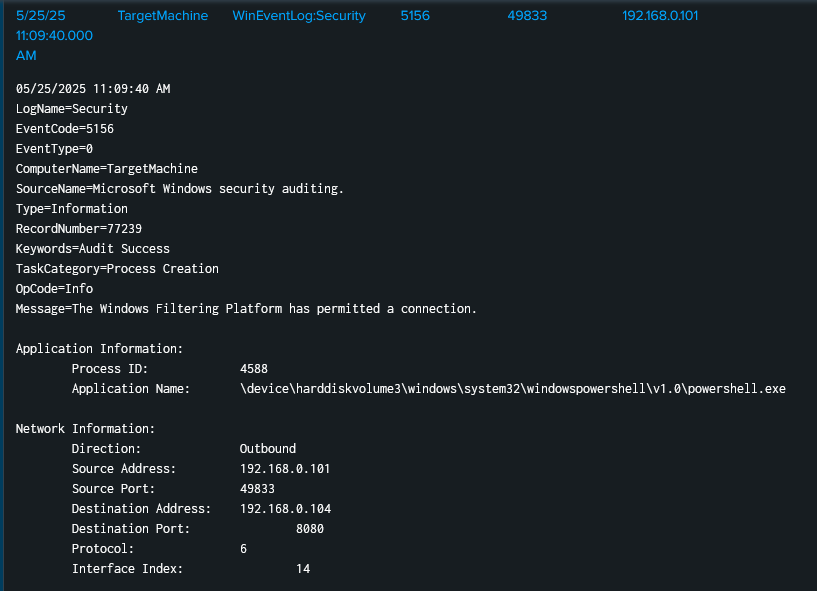 5/25/25 TargetMachine WinEventLog:Security 5156 49833 192.168.0.101
11:09:40.000
AM
05/25/2025 11:09:40 AM
LogName=Security
EventCode=5156
EventType=0
ComputerName=TargetMachine
SourceName=Microsoft Windows security auditing.
Type=Information
RecordNumber=77239
Keywords=Audit Success
TaskCategory=Process Creation
OpCode=Info
Message=The Windows Filtering Platform has permitted a connection.
Application Information:
Process ID: 4588
Application Name: \device\harddiskvolume3\windows\system32\windowspowershell\v1.0\powershell.exe
Network Information:
Direction: Outbound
Source Address: 192.168.0.101
Source Port: 49833
Destination Address: 192.168.0.104
Destination Port: 8080
Protocol: 6
Interface Index: 14